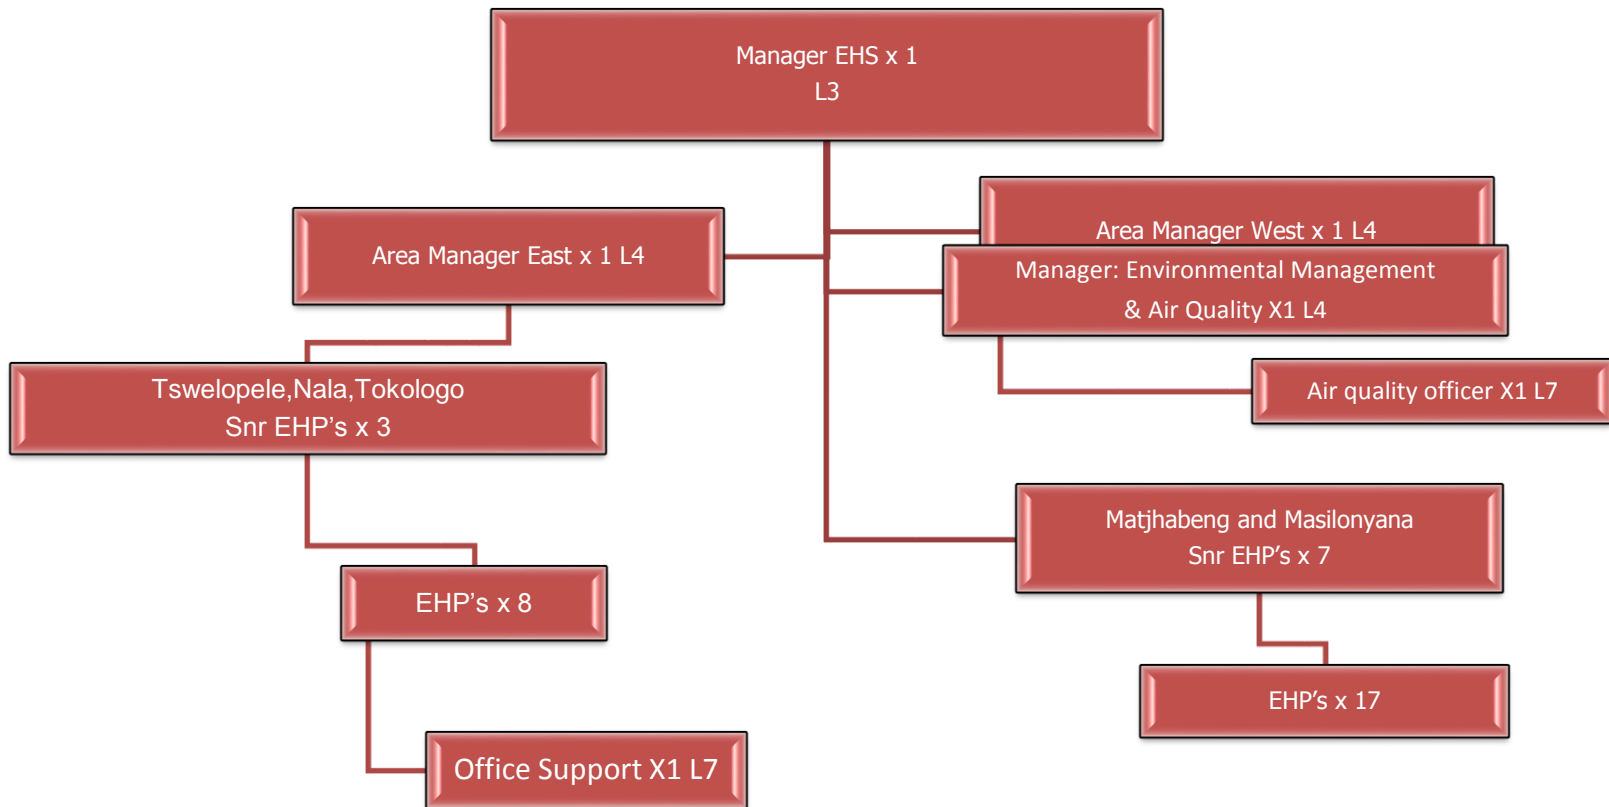 Manager EHS x 1
L3
Area Manager West x 1 L4
Area Manager East x 1 L4
Manager: Environmental Management
& Air Quality X1 L4
Tswelopele,Nala,Tokologo
Snr EHP’s x 3
Air quality officer X1 L7
Matjhabeng and Masilonyana
Snr EHP’s x 7
EHP’s x 8
EHP’s x 17
Office Support X1 L7